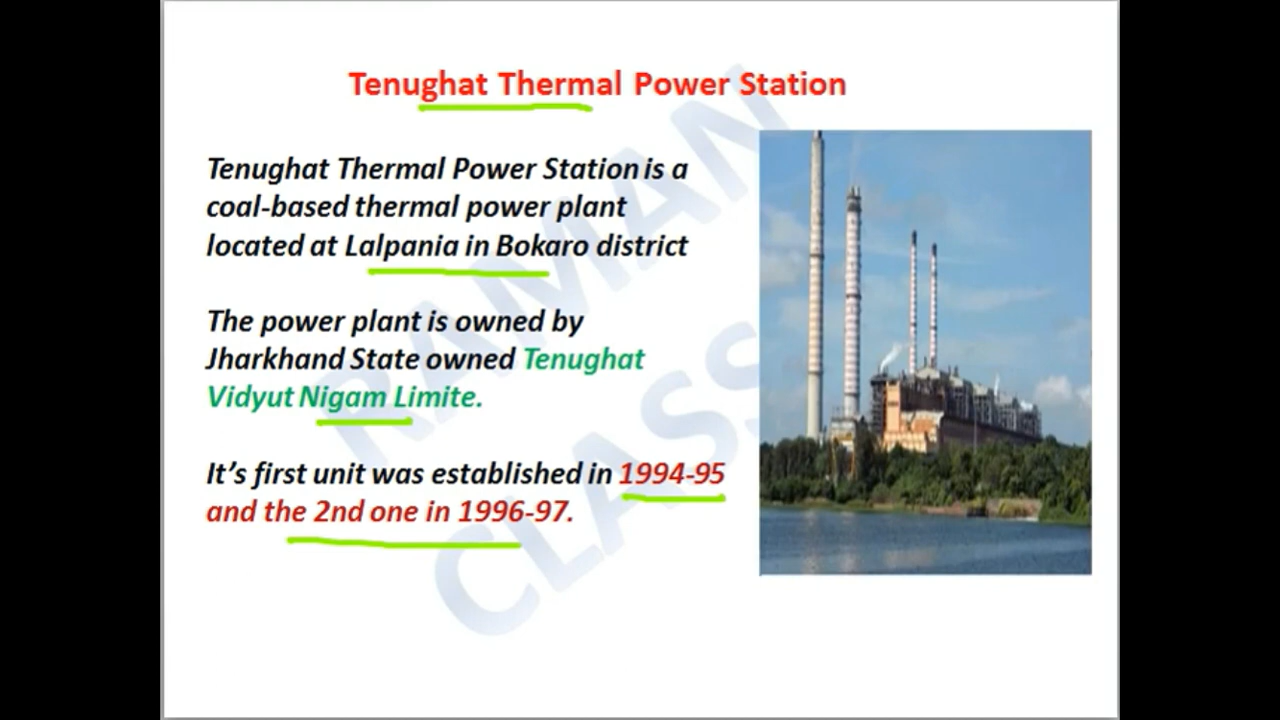 Tenughat Thermal Power Station
Tenughat Thermal Power Station is a
coal-based thermal power plant
located at Lalpania in Bokaro district
The power plant is owned by
Jharkhand State owned Tenughat
Vidyut Nigam Limite.
It’s first unit was established in 1994-95
and the 2nd one in 1996-97.
RAMAN
CLASS